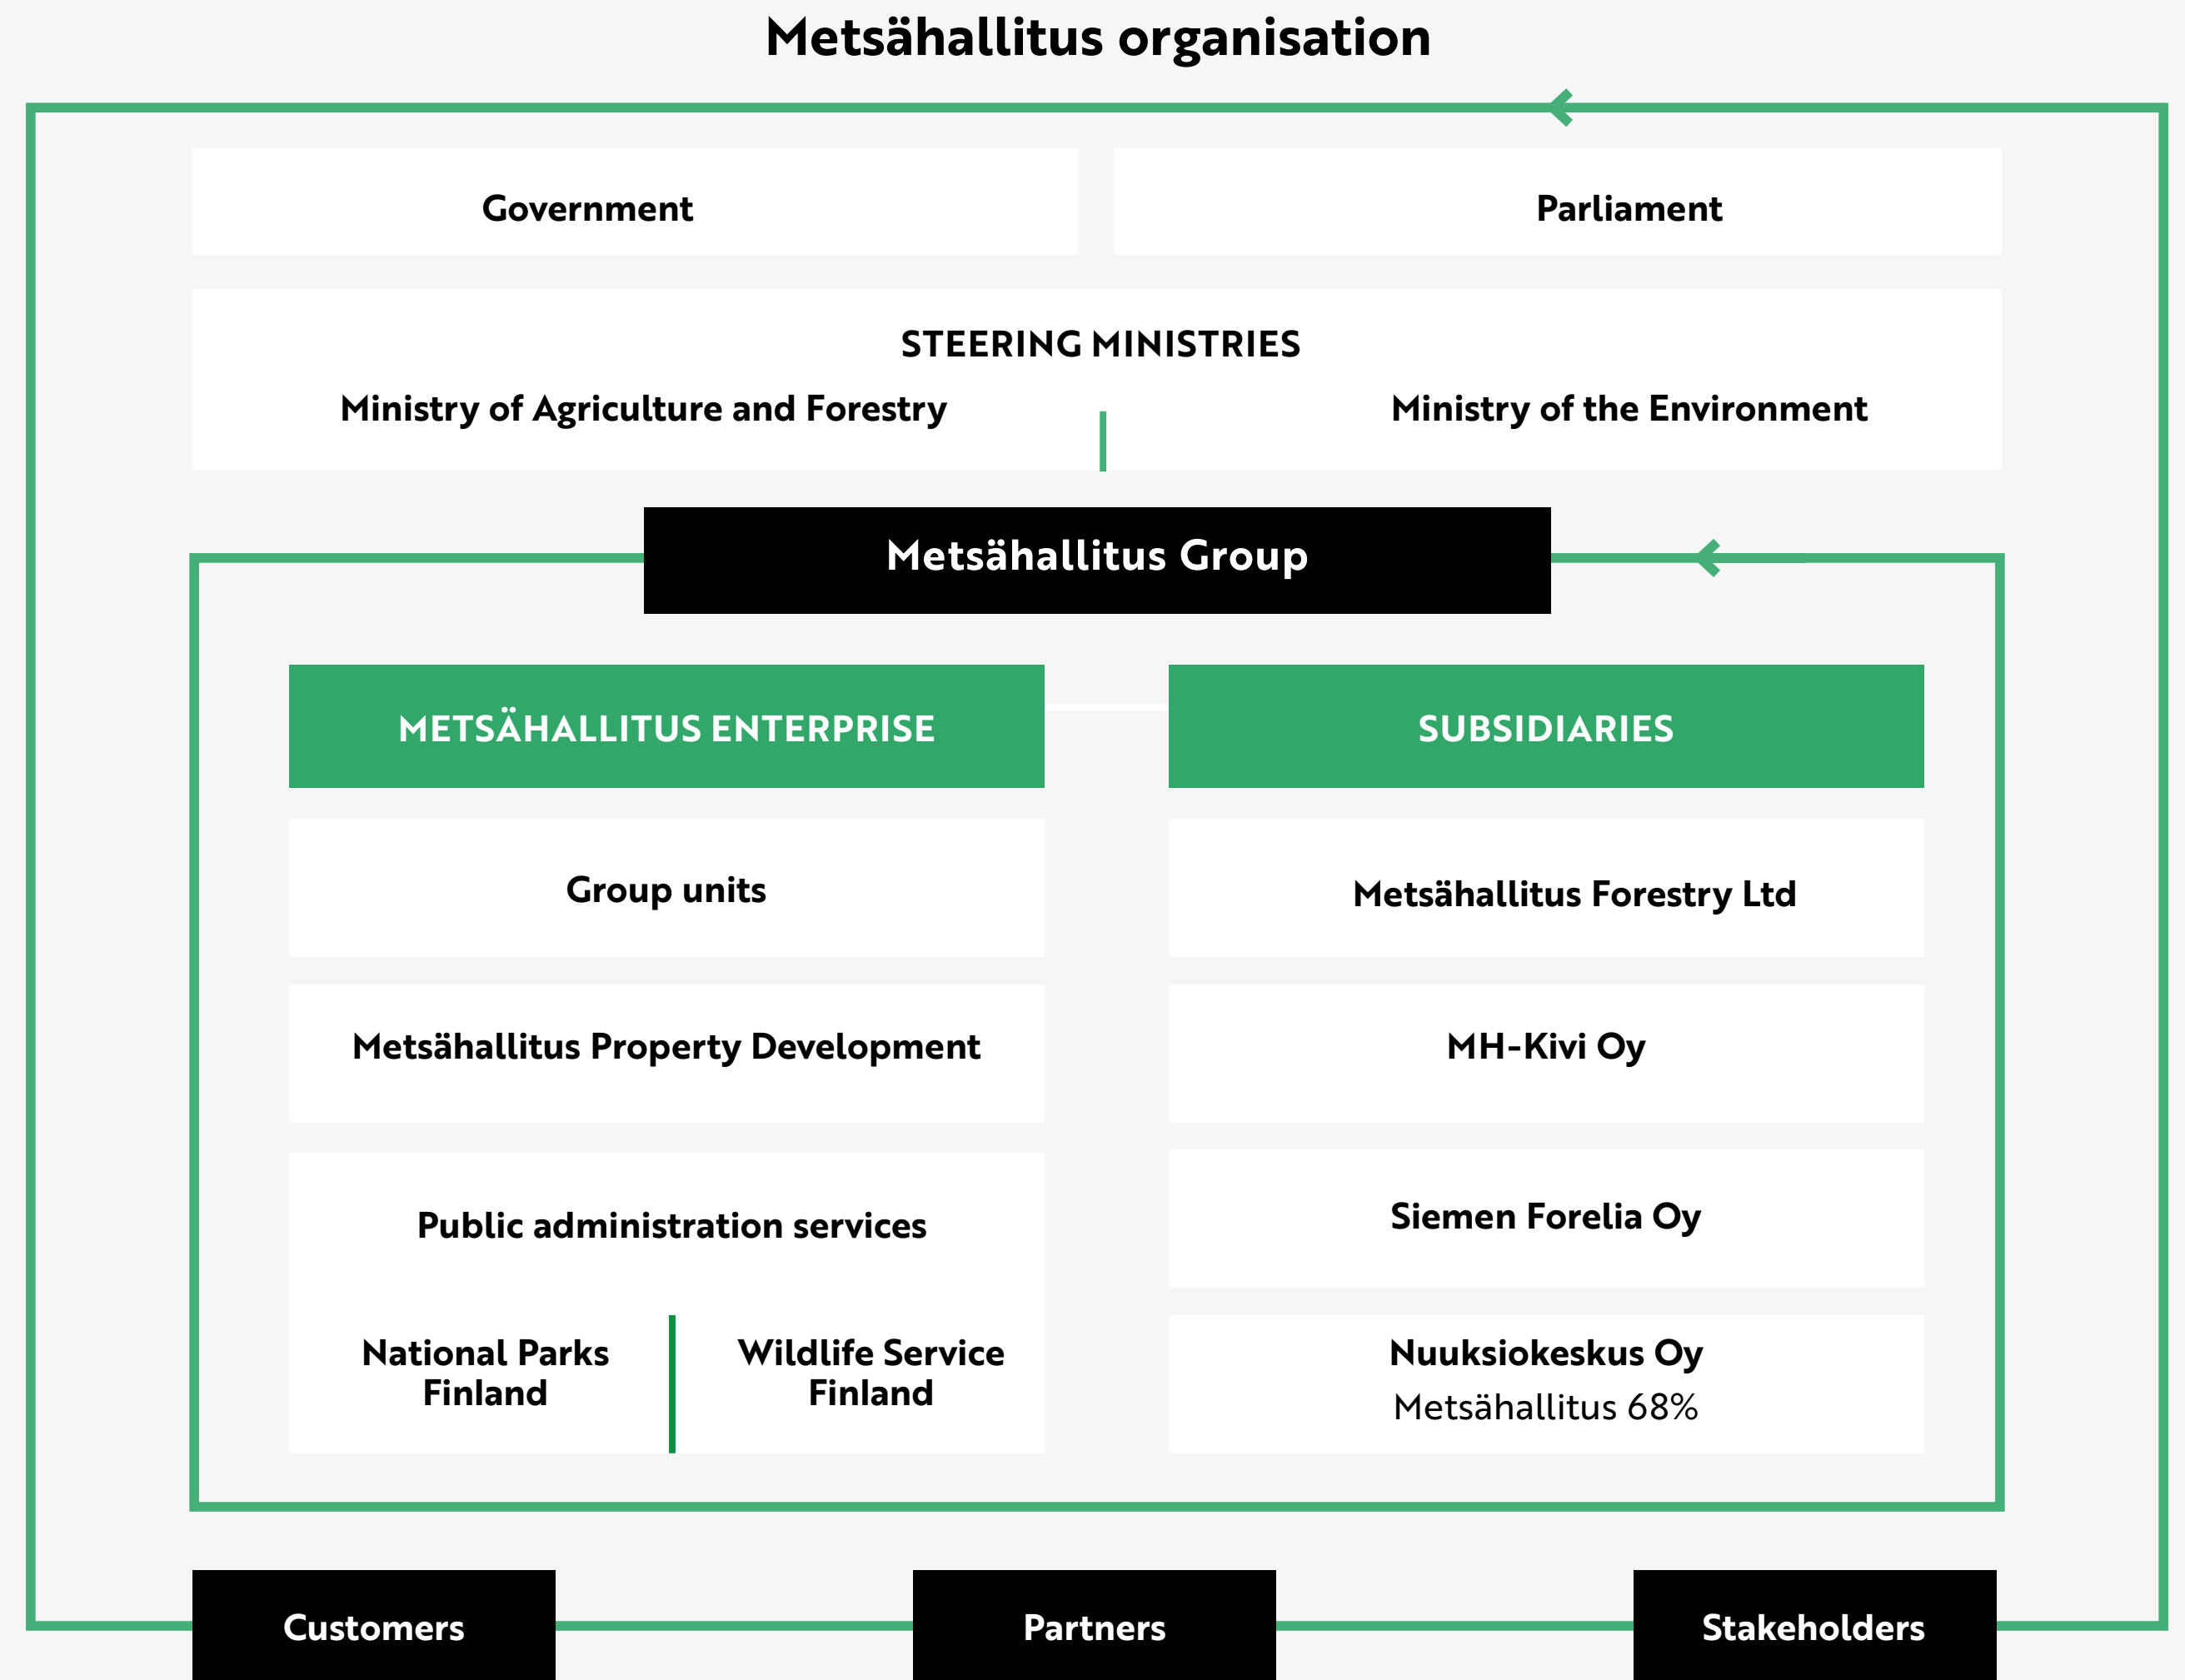 Metsähallitus organisation
Government
Parliament
STEERING MINISTRIES
Ministry of Agriculture and Forestry
Ministry of the Environment
Metsähallitus Group
METSÄHALLITUS ENTERPRISE
SUBSIDIARIES
Group units
Metsähallitus Forestry Ltd
Metsähallitus Property Development
MH-Kivi Oy
Public administration services
Siemen Forelia Oy
National Parks
Finland
Wildlife Service
Finland
Nuuksiokeskus Oy
Metsähallitus 68%
Customers
Partners
Stakeholders